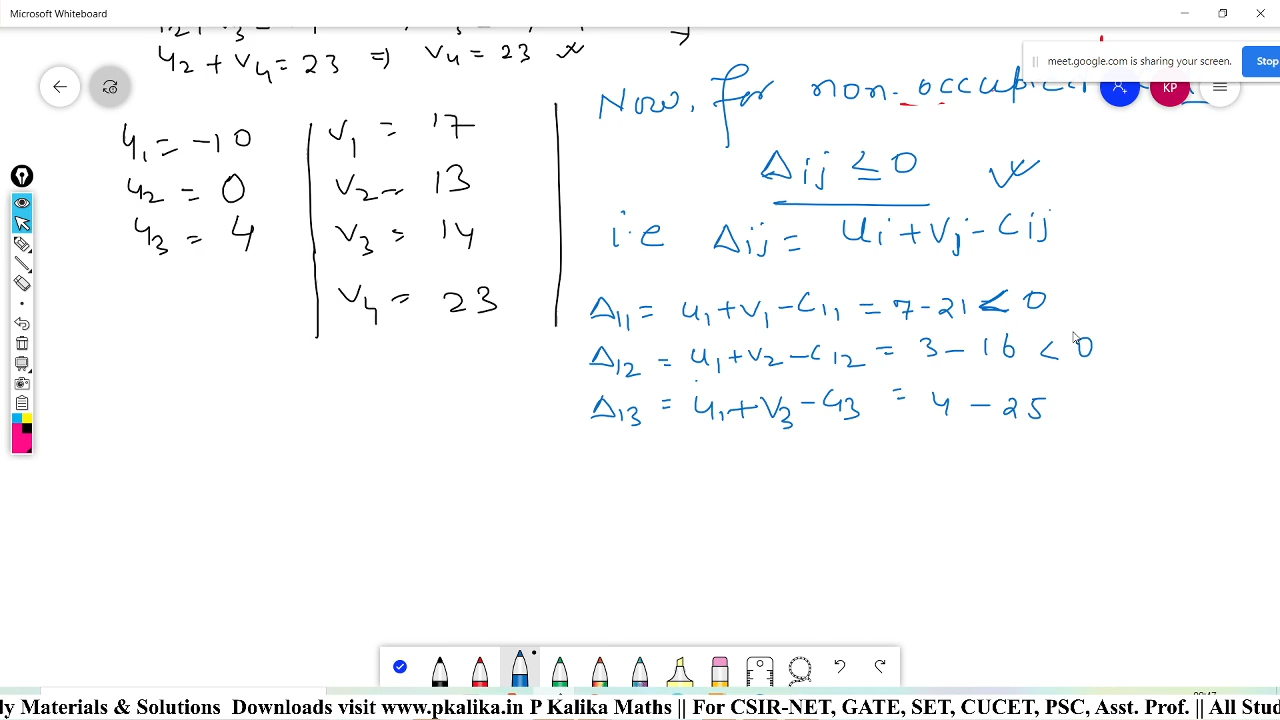 Microsoft Whiteboard
u2 + v4 = 23 => v4 = 23
meet.google.com is sharing your screen. Stop
KP
Now, for non-occupied
u1 = -10
u2 = 0
u3 = 4
v1 = 17
v2 = 13
v3 = 14
v4 = 23
Δij ≤ 0
i.e Δij = ui + vj - cij
Δ11 = u1 + v1 - c11 = 7 - 21 < 0
Δ12 = u1 + v2 - c12 = 3 - 16 < 0
Δ13 = u1 + v3 - c13 = 4 - 25
ly Materials & Solutions Downloads visit www.pkalika.in P Kalika Maths || For CSIR-NET, GATE, SET, CUCET, PSC, Asst. Prof. || All Stud